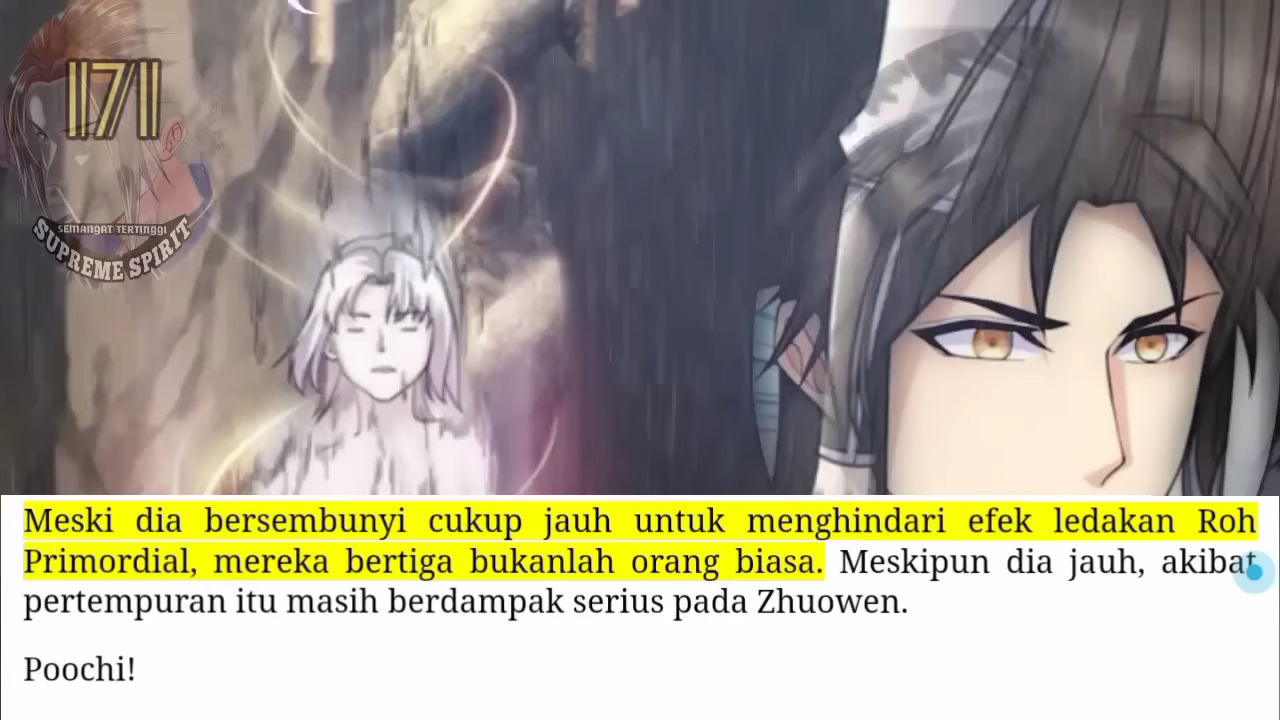 171
SEMANGAT TERTINGGI
SUPREME SPIRIT
Meski dia bersembunyi cukup jauh untuk menghindari efek ledakan Roh
Primordial, mereka bertiga bukanlah orang biasa. Meskipun dia jauh, akibat
pertempuran itu masih berdampak serius pada Zhuowen.
Poochi!